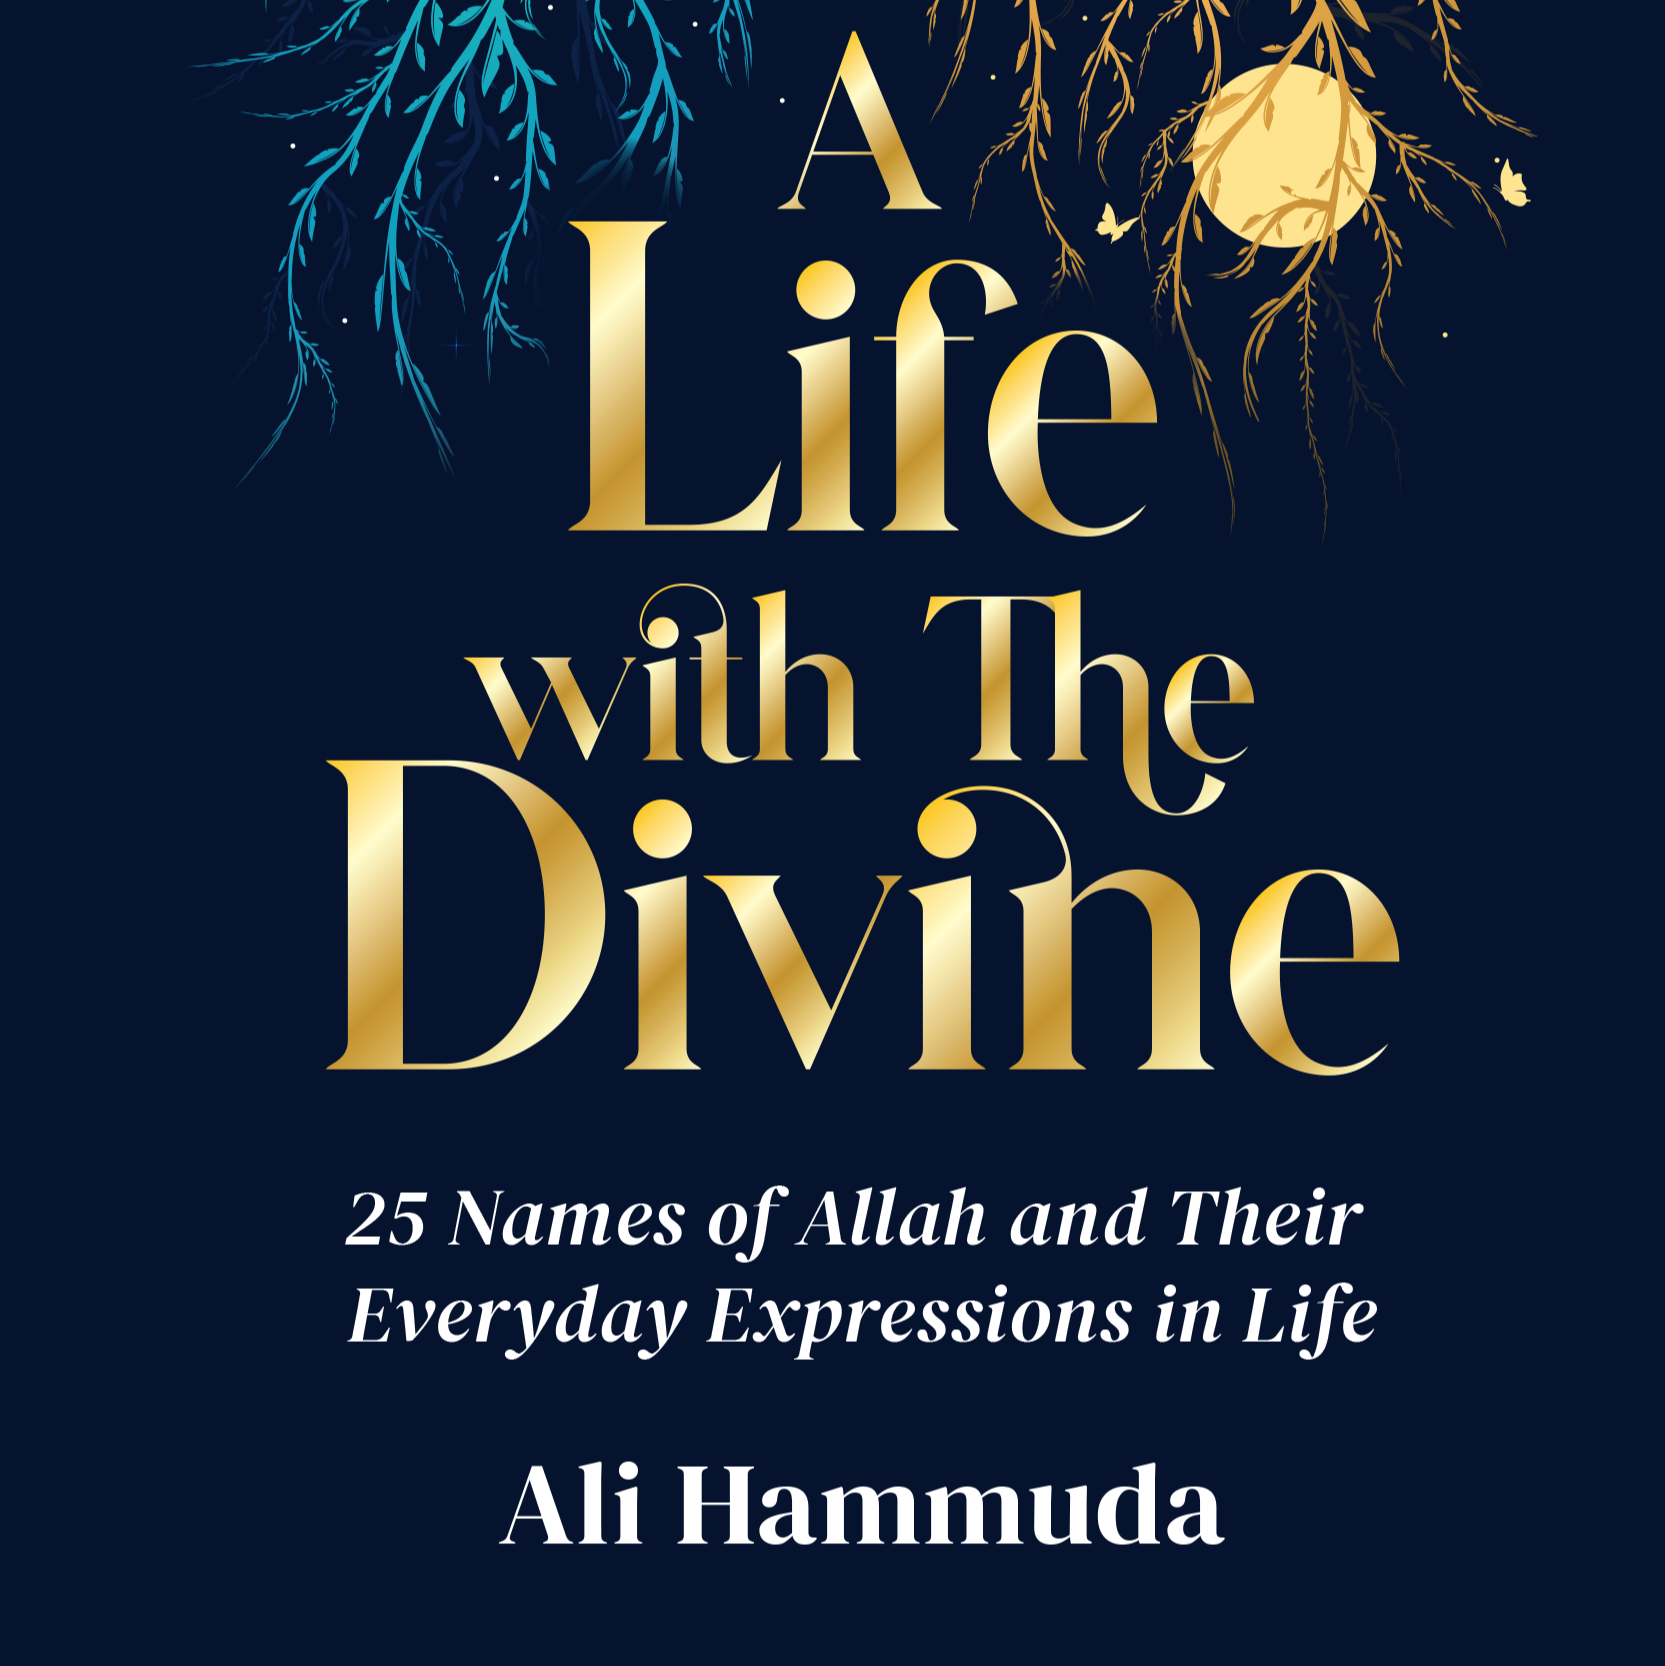 A
Life
with The
Divine
25 Names of Allah and Their
Everyday Expressions in Life
Ali Hammuda